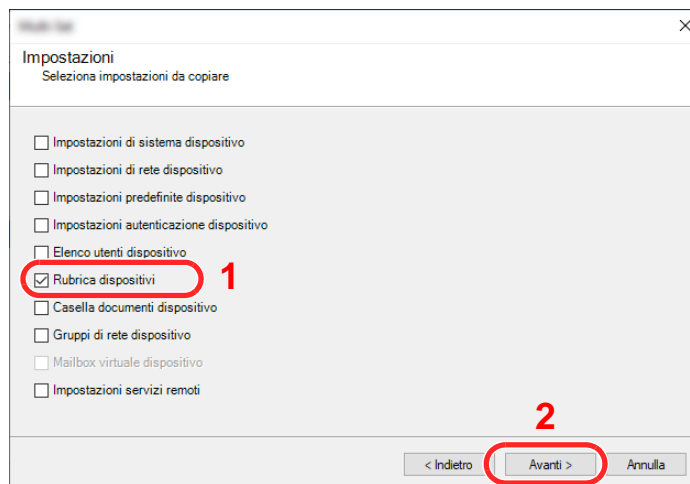 Impostazioni
Seleziona impostazioni da copiare
Impostazioni di sistema dispositivo
Impostazioni di rete dispositivo
Impostazioni predefinite dispositivo
Impostazioni autenticazione dispositivo
Elenco utenti dispositivo
Rubrica dispositivi 1
Casella documenti dispositivo
Gruppi di rete dispositivo
Mailbox virtuale dispositivo
Impostazioni servizi remoti
2
< Indietro Avanti > Annulla